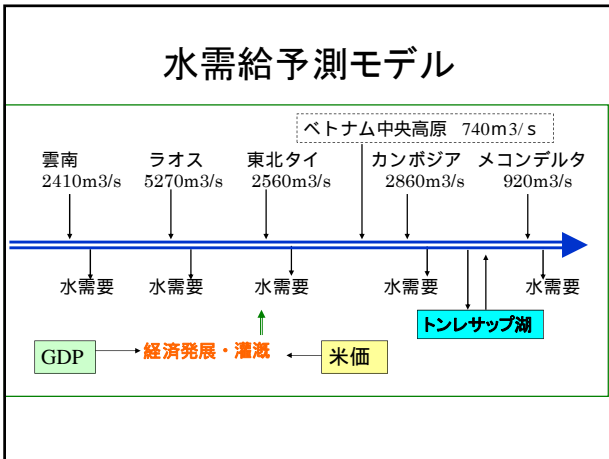 水需給予測モデル
ベトナム中央高原 740m3/s
雲南
2410m3/s
ラオス
5270m3/s
東北タイ
2560m3/s
カンボジア
2860m3/s
メコンデルタ
920m3/s
水需要
水需要
水需要
水需要
水需要
トンレサップ湖
GDP
経済発展・灌漑
米価